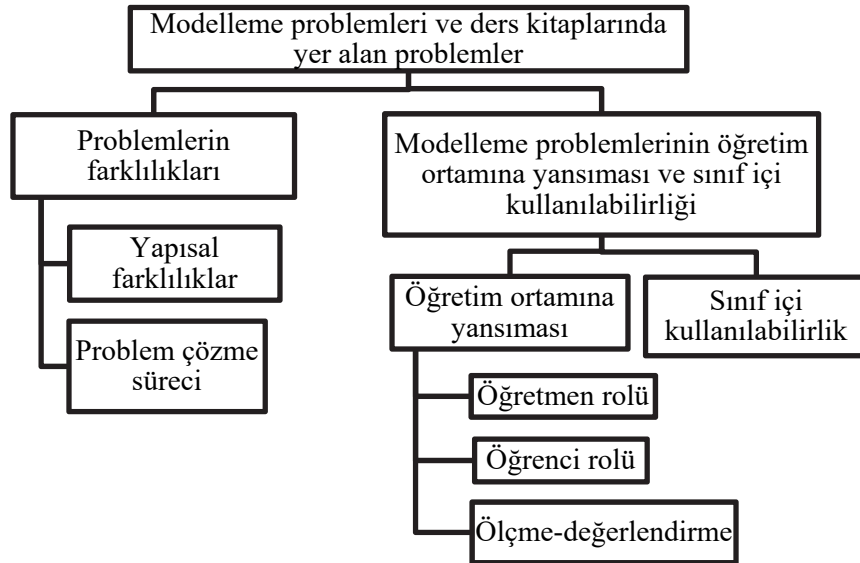 Modelleme problemleri ve ders kitaplarında
yer alan problemler
Problemlerin
farklılıkları
Yapısal
farklılıklar
Problem çözme
süreci
Modelleme problemlerinin öğretim
ortamına yansıması ve sınıf içi
kullanılabilirliği
Öğretim ortamına
yansıması
Öğretmen rolü
Öğrenci rolü
Ölçme-değerlendirme
Sınıf içi
kullanılabilirlik